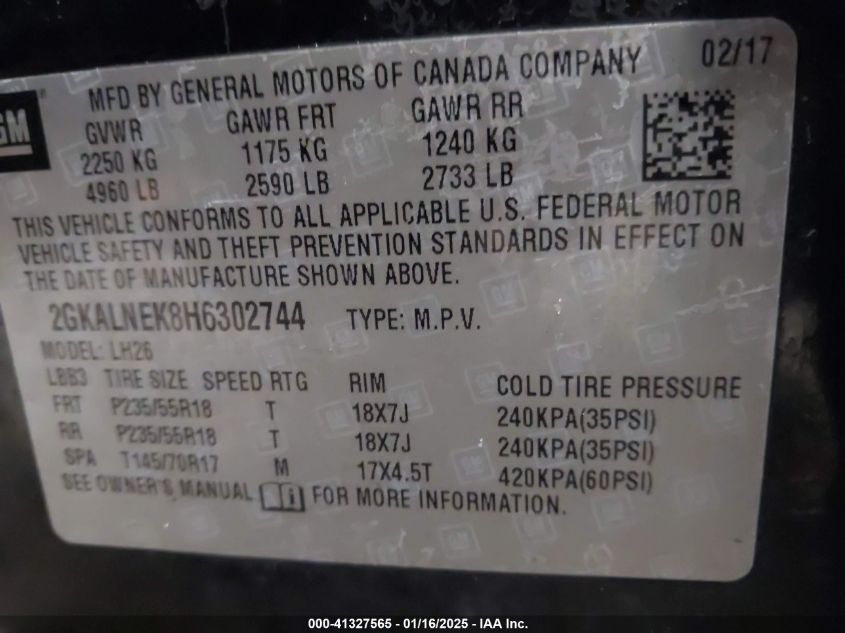 GM
MFD BY GENERAL MOTORS OF CANADA COMPANY 02/17
GVWR GAWR FRT GAWR RR
2250 KG 1175 KG 1240 KG
4960 LB 2590 LB 2733 LB
THIS VEHICLE CONFORMS TO ALL APPLICABLE U.S. FEDERAL MOTOR
VEHICLE SAFETY AND THEFT PREVENTION STANDARDS IN EFFECT ON
THE DATE OF MANUFACTURE SHOWN ABOVE.
2GKALNEK8H6302744 TYPE: M.P.V.
MODEL: LH26
LBB3 TIRE SIZE SPEED RTG RIM COLD TIRE PRESSURE
FRT P235/55R18 T 18X7J 240KPA(35PSI)
RR P235/55R18 T 18X7J 240KPA(35PSI)
SPA T145/70R17 M 17X4.5T 420KPA(60PSI)
SEE OWNER'S MANUAL FOR MORE INFORMATION.
000-41327565 - 01/16/2025 - IAA Inc.